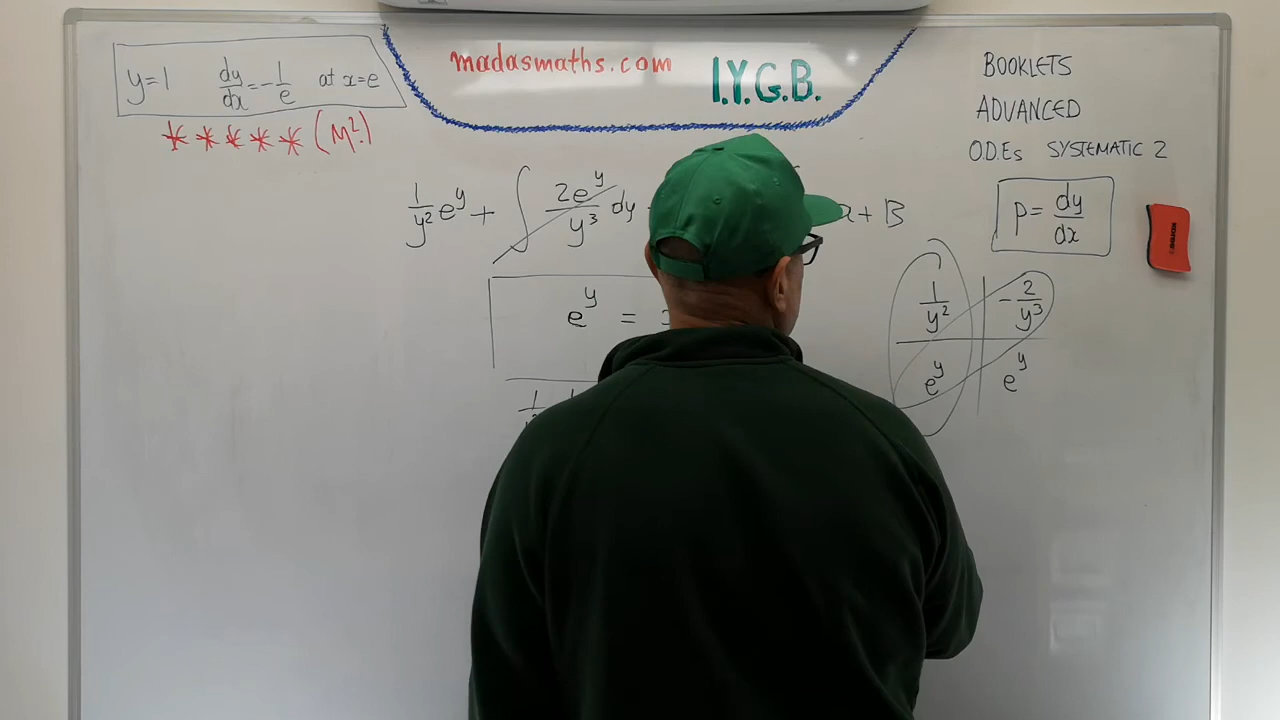 y=1 dy/dx = -1/e at x=e
***** (M².)
madasmaths.com
I.Y.G.B.
BOOKLETS
ADVANCED
O.D.Es SYSTEMATIC 2
P = dy/dx
1/y² e^y + ∫ 2e^y/y³ dy + B
e^y =
1/y² | -2/y³
e^y | e^y